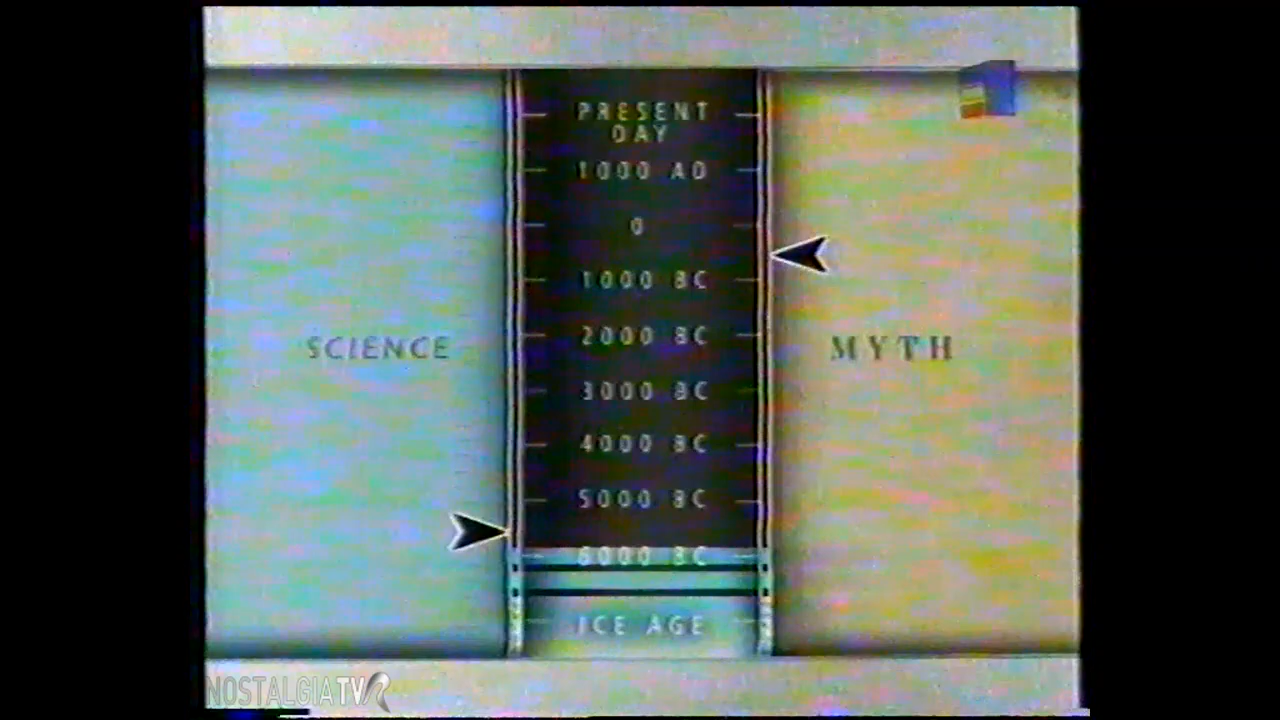 PRESENT
DAY
1000 AD
0
1000 BC
2000 BC
SCIENCE
MYTH
3000 BC
4000 BC
5000 BC
6000 BC
ICE AGE
NOSTALGIATV